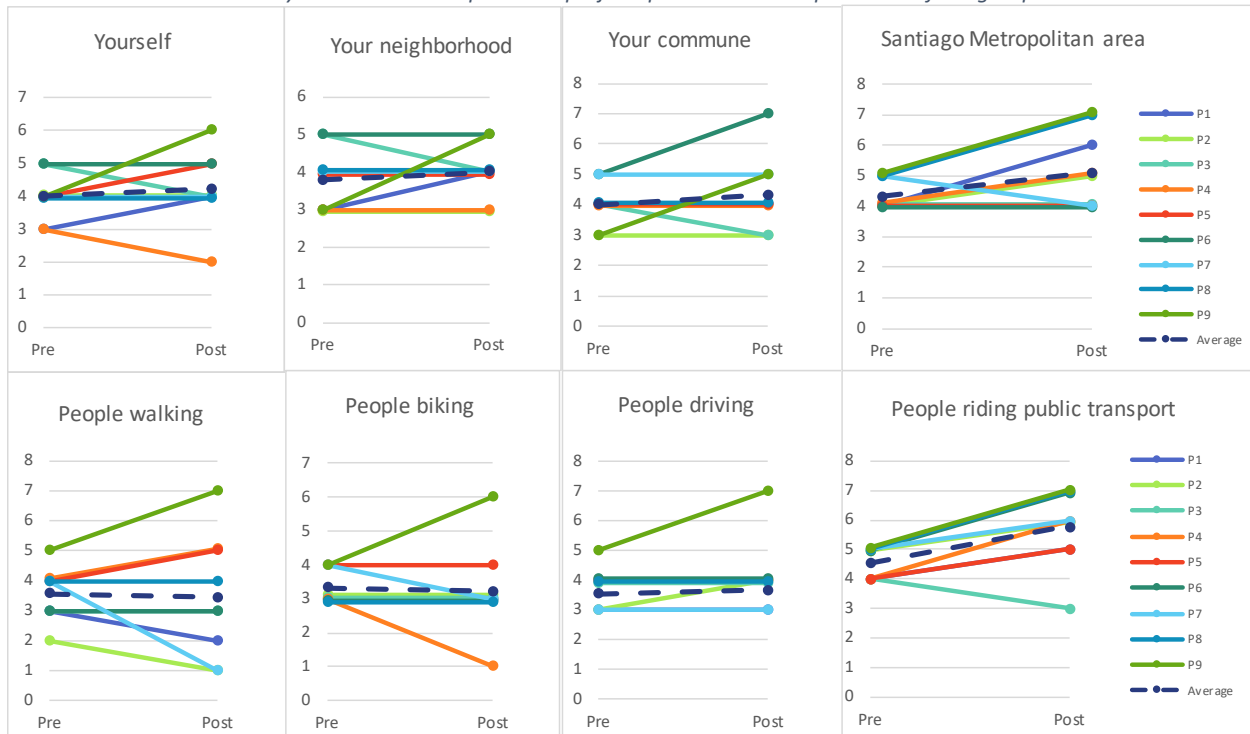 Yourself
7
6
5
4
3
2
1
0
Pre Post
Your neighborhood
6
5
4
3
2
1
0
Pre Post
Your commune
8
7
6
5
4
3
2
1
0
Pre Post
Santiago Metropolitan area
8
7
6
5
4
3
2
1
0
Pre Post
P1
P2
P3
P4
P5
P6
P7
P8
P9
Average
People walking
8
7
6
5
4
3
2
1
0
Pre Post
People biking
7
6
5
4
3
2
1
0
Pre Post
People driving
8
7
6
5
4
3
2
1
0
Pre Post
People riding public transport
8
7
6
5
4
3
2
1
0
Pre Post
P1
P2
P3
P4
P5
P6
P7
P8
P9
Average